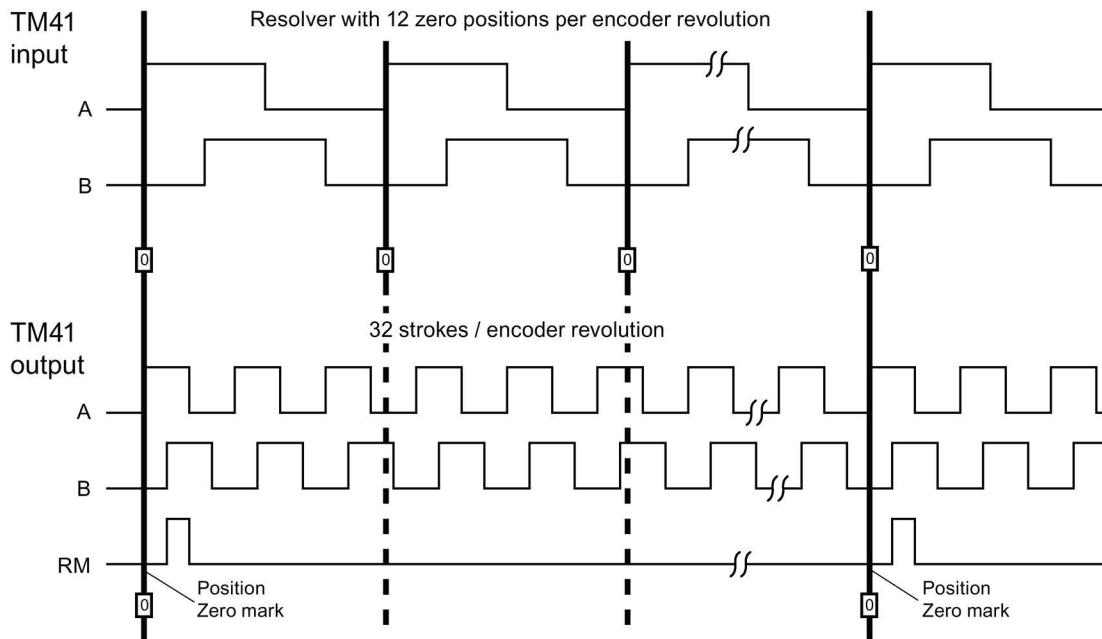 TM41
input
Resolver with 12 zero positions per encoder revolution
A
B
0
0
0
0
TM41
output
32 strokes / encoder revolution
A
B
RM
Position
Zero mark
Position
Zero mark
0
0